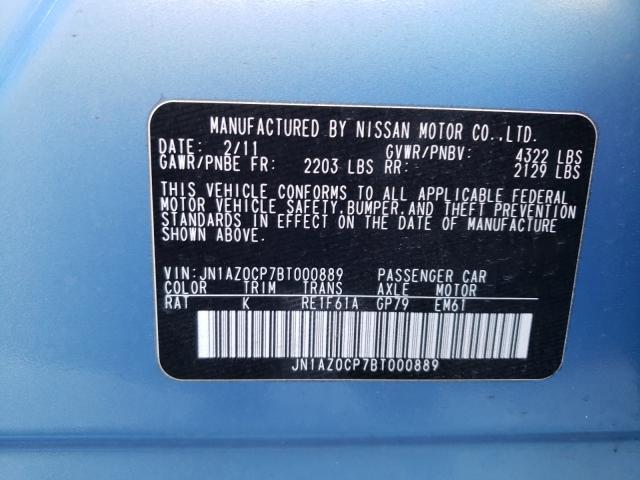 MANUFACTURED BY NISSAN MOTOR CO.,LTD.
DATE: 2/11 GVWR/PNBV: 4322 LBS
GAWR/PNBE FR: 2203 LBS RR: 2129 LBS
THIS VEHICLE CONFORMS TO ALL APPLICABLE FEDERAL
MOTOR VEHICLE SAFETY,BUMPER,AND THEFT PREVENTION
STANDARDS IN EFFECT ON THE DATE OF MANUFACTURE
SHOWN ABOVE.
VIN:JN1AZ0CP7BT000889 PASSENGER CAR
COLOR TRIM TRANS AXLE MOTOR
RAT K RE1F61A GP79 EM61
JN1AZ0CP7BT000889